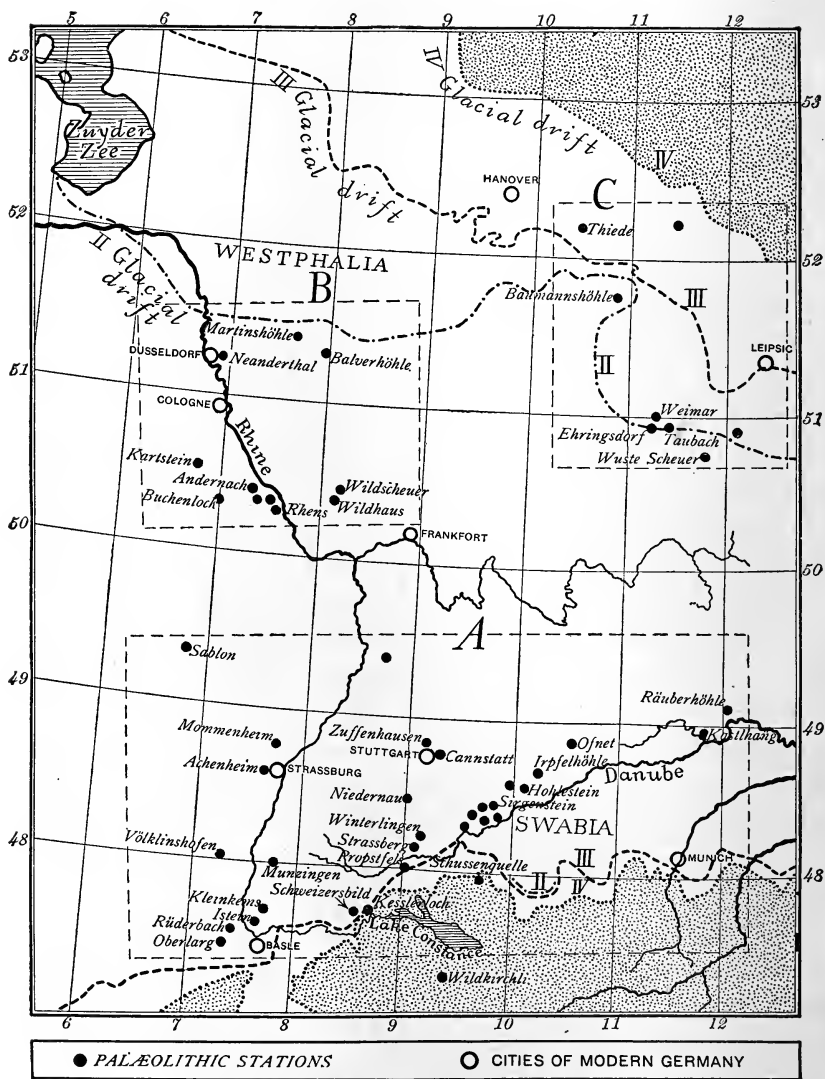 5 6 7 8 9 10 11 12
53
Zuyder
Zee
III Glacial
drift
IV Glacial drift
IV
53
HANOVER
C
Thiede
52
52
II Glacial
drift
WESTPHALIA
B
Baumannshöhle
III
Martinshöhle
DUSSELDORF
Neanderthal
Balverhöhle
II
LEIPSIC
51
51
COLOGNE
Weimar
Ehringsdorf
Taubach
Wuste Scheuer
Rhine
Kartstein
Andernach
Buchenloch
Rhens
Wildscheuer
Wildhaus
50
FRANKFORT
50
A
Sablon
49
Räuberhöhle
49
Mommenheim
Zuffenhausen
STUTTGART
Cannstatt
Ofnet
Kastlhang
Achenheim
STRASSBURG
Irpfelhöhle
Danube
Niedernau
Hohlestein
Sirgenstein
Winterlingen
SWABIA
Strassberg
Propstfels
48
Völklinshofen
Munzingen
Schussenquelle
III
MUNICH
48
II
IV
Schweizersbild
Kesslerloch
Kleinkems
Istein
Lake Constance
Rüderbach
Oberlarg
BASLE
Wildkirchli
6 7 8 9 10 11 12
PALÆOLITHIC STATIONS
CITIES OF MODERN GERMANY